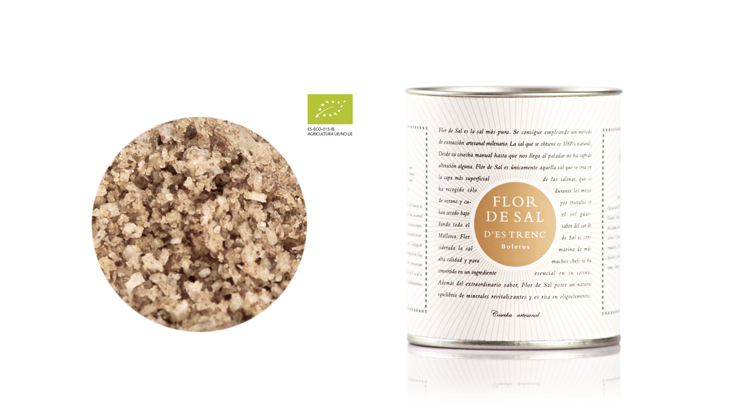 ES-ECO-013-IB
AGRICULTURA UE/NO UE
Flor de Sal es la sal más pura. Se consigue empleando un método
de extracción artesanal milenario. La sal que se obtiene es 100% natural.
Desde su cosecha manual hasta que nos llega al paladar no ha sufrido
alteración alguna. Flor de Sal es únicamente aquella sal que se crea en
la capa más superficial de las salinas, que se
ha recogido sólo durante los meses
de verano y cu-
yos cristales se
han secado bajo el sol guar-
dando todo el sabor del sal de
Mallorca. Flor de Sal es con-
siderada la sal marina de más
alta calidad y para muchos chefs se ha
convertido en un ingrediente esencial en su cocina.
Además del extraordinario sabor, Flor de Sal posee un natural
equilibrio de minerales revitalizantes y es rica en oligoelementos.
FLOR
DE SAL
D'ES TRENC
Boletus
Cosecha artesanal